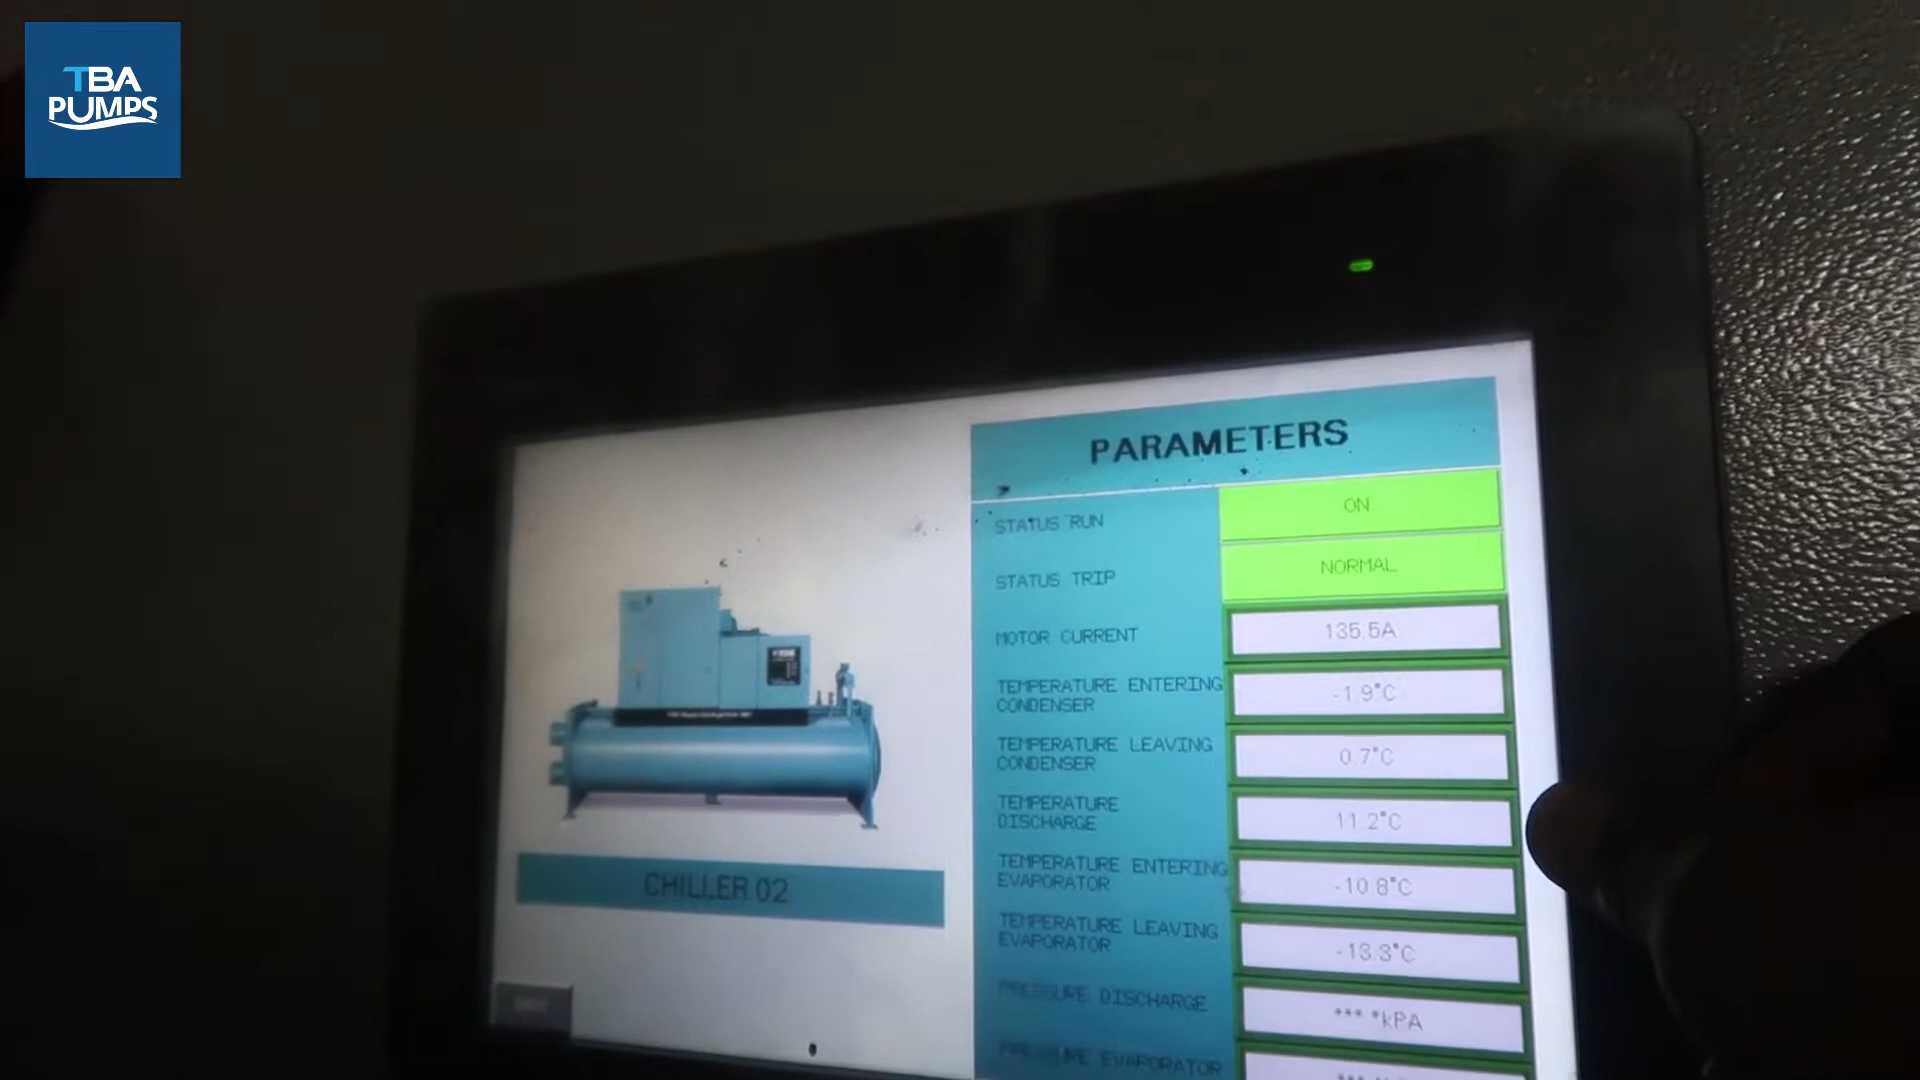 TBA
PUMPS
PARAMETERS
STATUS RUN
ON
STATUS TRIP
NORMAL
MOTOR CURRENT
135.5A
TEMPERATURE ENTERING
CONDENSER
-1.9°C
TEMPERATURE LEAVING
CONDENSER
0.7°C
TEMPERATURE
DISCHARGE
11.2°C
TEMPERATURE ENTERING
EVAPORATOR
-10.8°C
TEMPERATURE LEAVING
EVAPORATOR
PRESSURE DISCHARGE
*** *kPA
PRESSURE EVAPORATOR
CHILLER 02